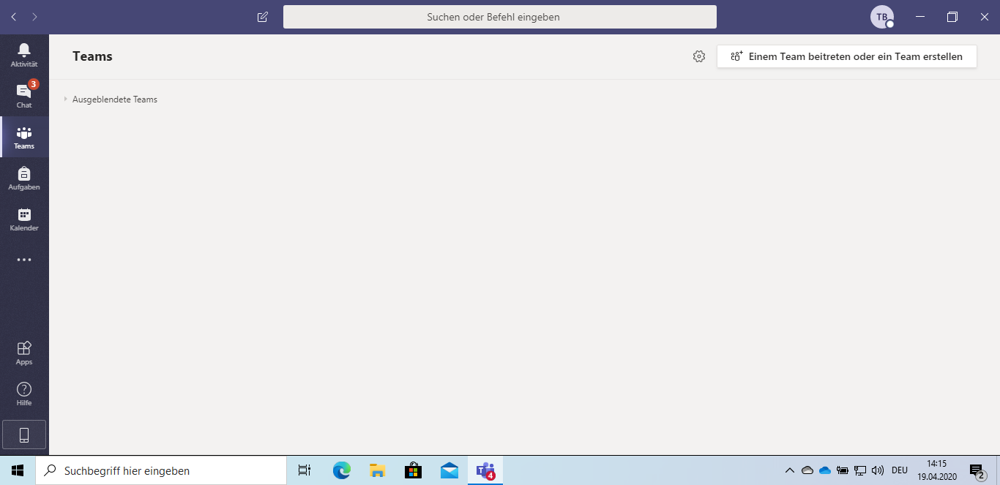 Suchen oder Befehl eingeben
TB
Aktivität
3
Chat
Teams
Aufgaben
Kalender
Apps
Hilfe
Teams
Einem Team beitreten oder ein Team erstellen
Ausgeblendete Teams
Suchbegriff hier eingeben
4
DEU
14:15
19.04.2020
2